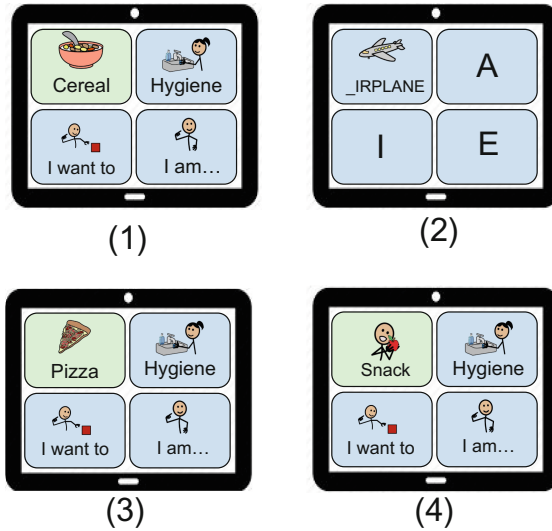 Cereal
Hygiene
I want to
I am...
(1)
_IRPLANE
A
I
E
(2)
Pizza
Hygiene
I want to
I am...
(3)
Snack
Hygiene
I want to
I am...
(4)